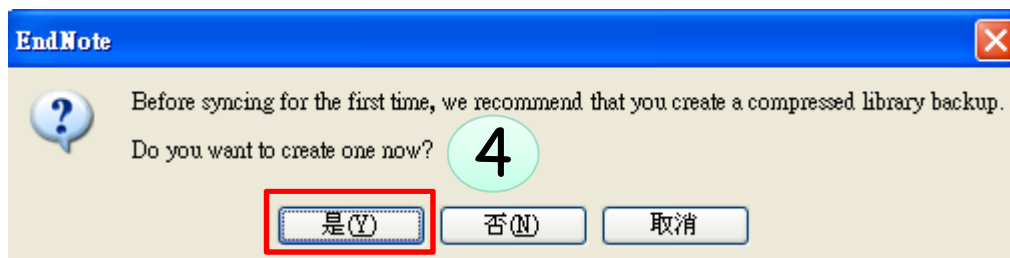 EndNote
Before syncing for the first time, we recommend that you create a compressed library backup.
Do you want to create one now?
4
是(Y) 否(N) 取消